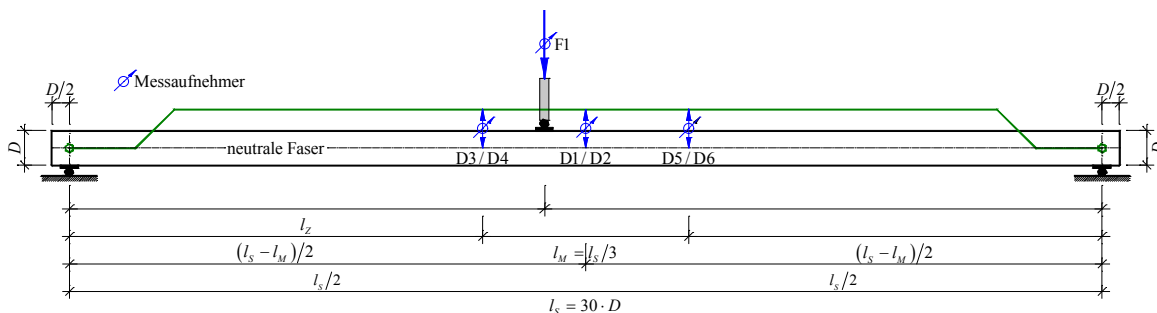 F1
Messaufnehmer
D/2
D/2
D
neutrale Faser
D3 / D4
D1 / D2
D5 / D6
D
l_Z
(l_S − l_M)/2
l_M = l_S/3
(l_S − l_M)/2
l_S/2
l_S/2
l_S = 30 · D